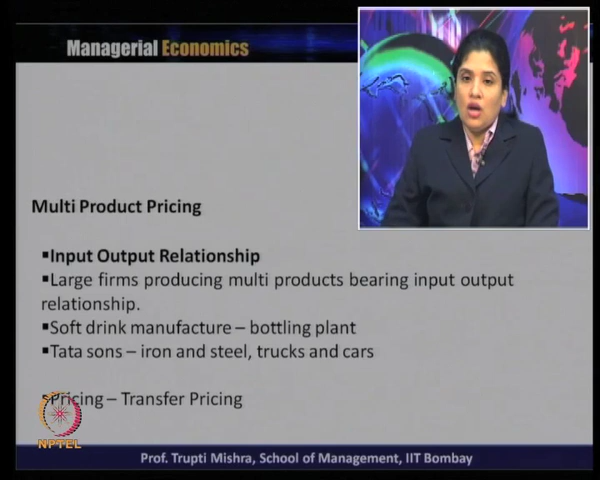 Managerial Economics
Multi Product Pricing
▪Input Output Relationship
▪Large firms producing multi products bearing input output
relationship.
▪Soft drink manufacture – bottling plant
▪Tata sons – iron and steel, trucks and cars
▪Pricing – Transfer Pricing
NPTEL
Prof. Trupti Mishra, School of Management, IIT Bombay